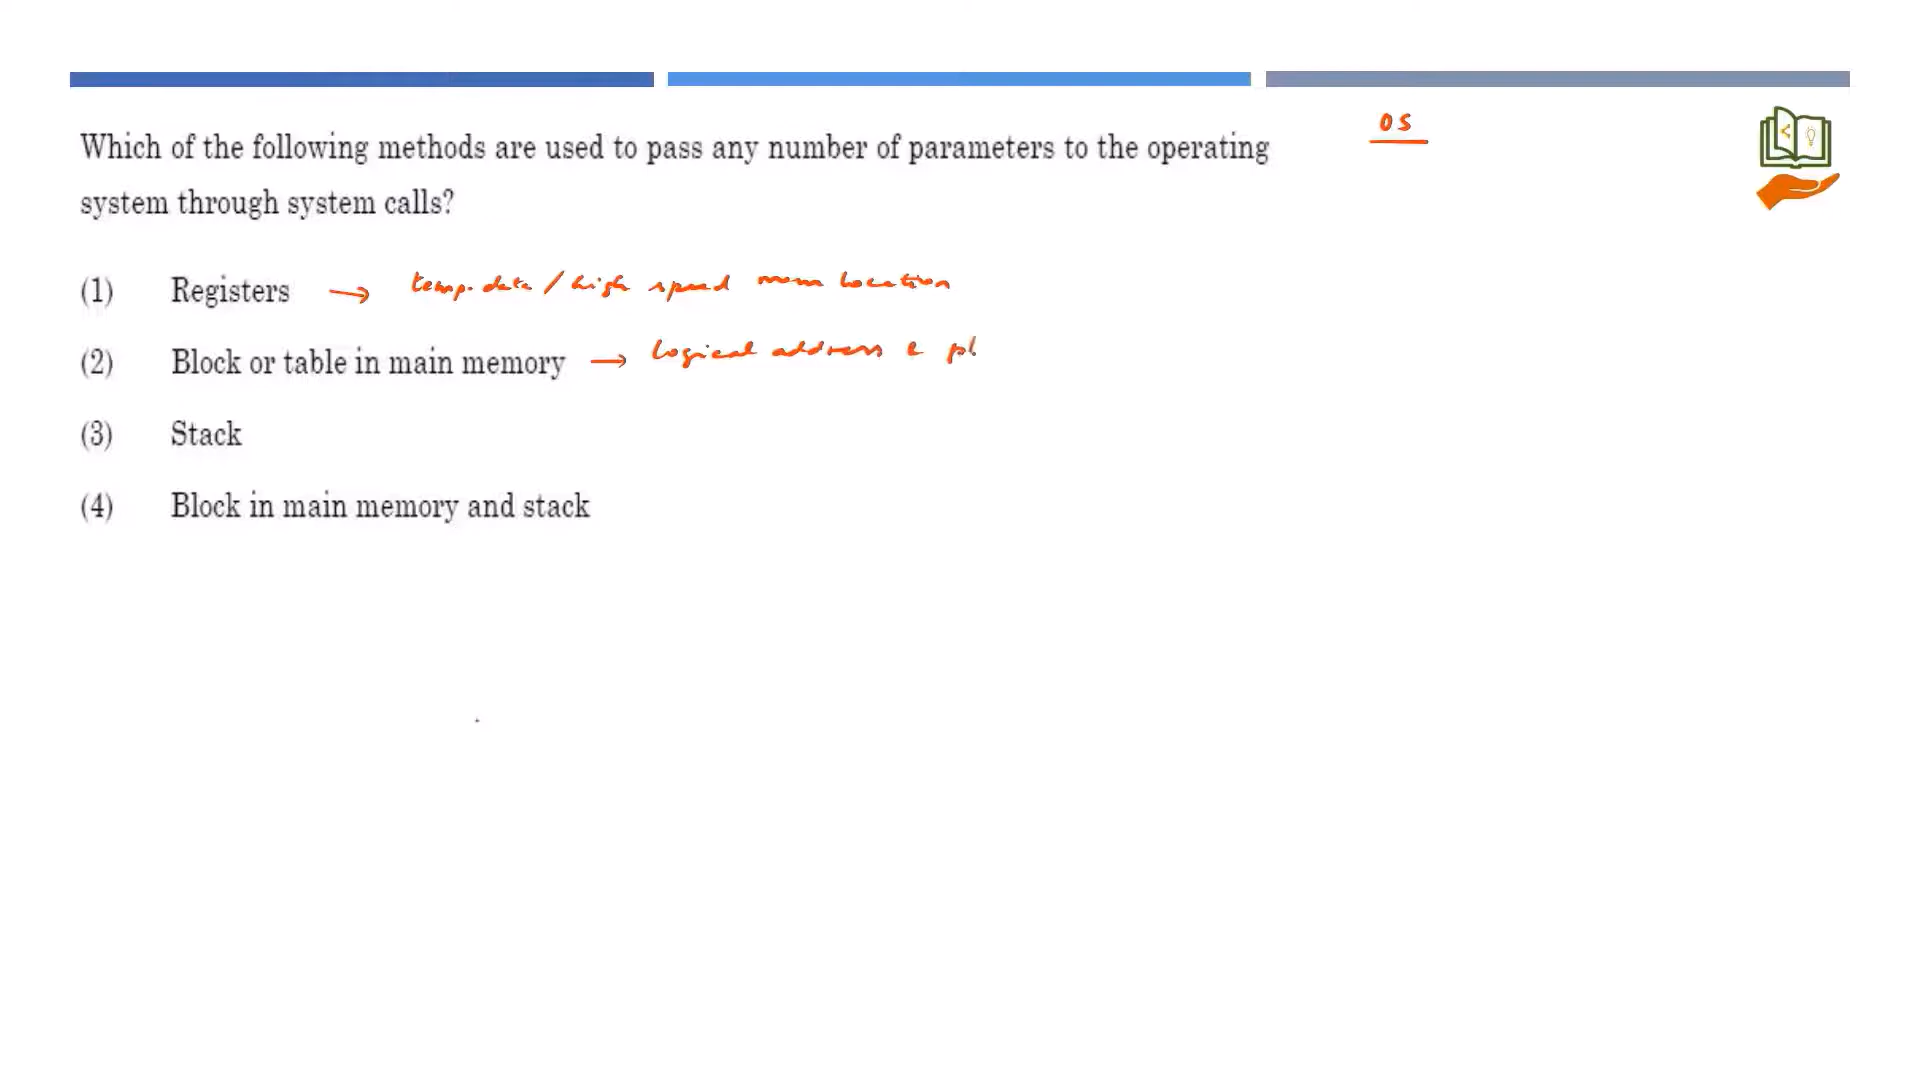 Which of the following methods are used to pass any number of parameters to the operating
OS
system through system calls?
(1) Registers → temp. data / high speed mem location
(2) Block or table in main memory → Logical address & ph
(3) Stack
(4) Block in main memory and stack